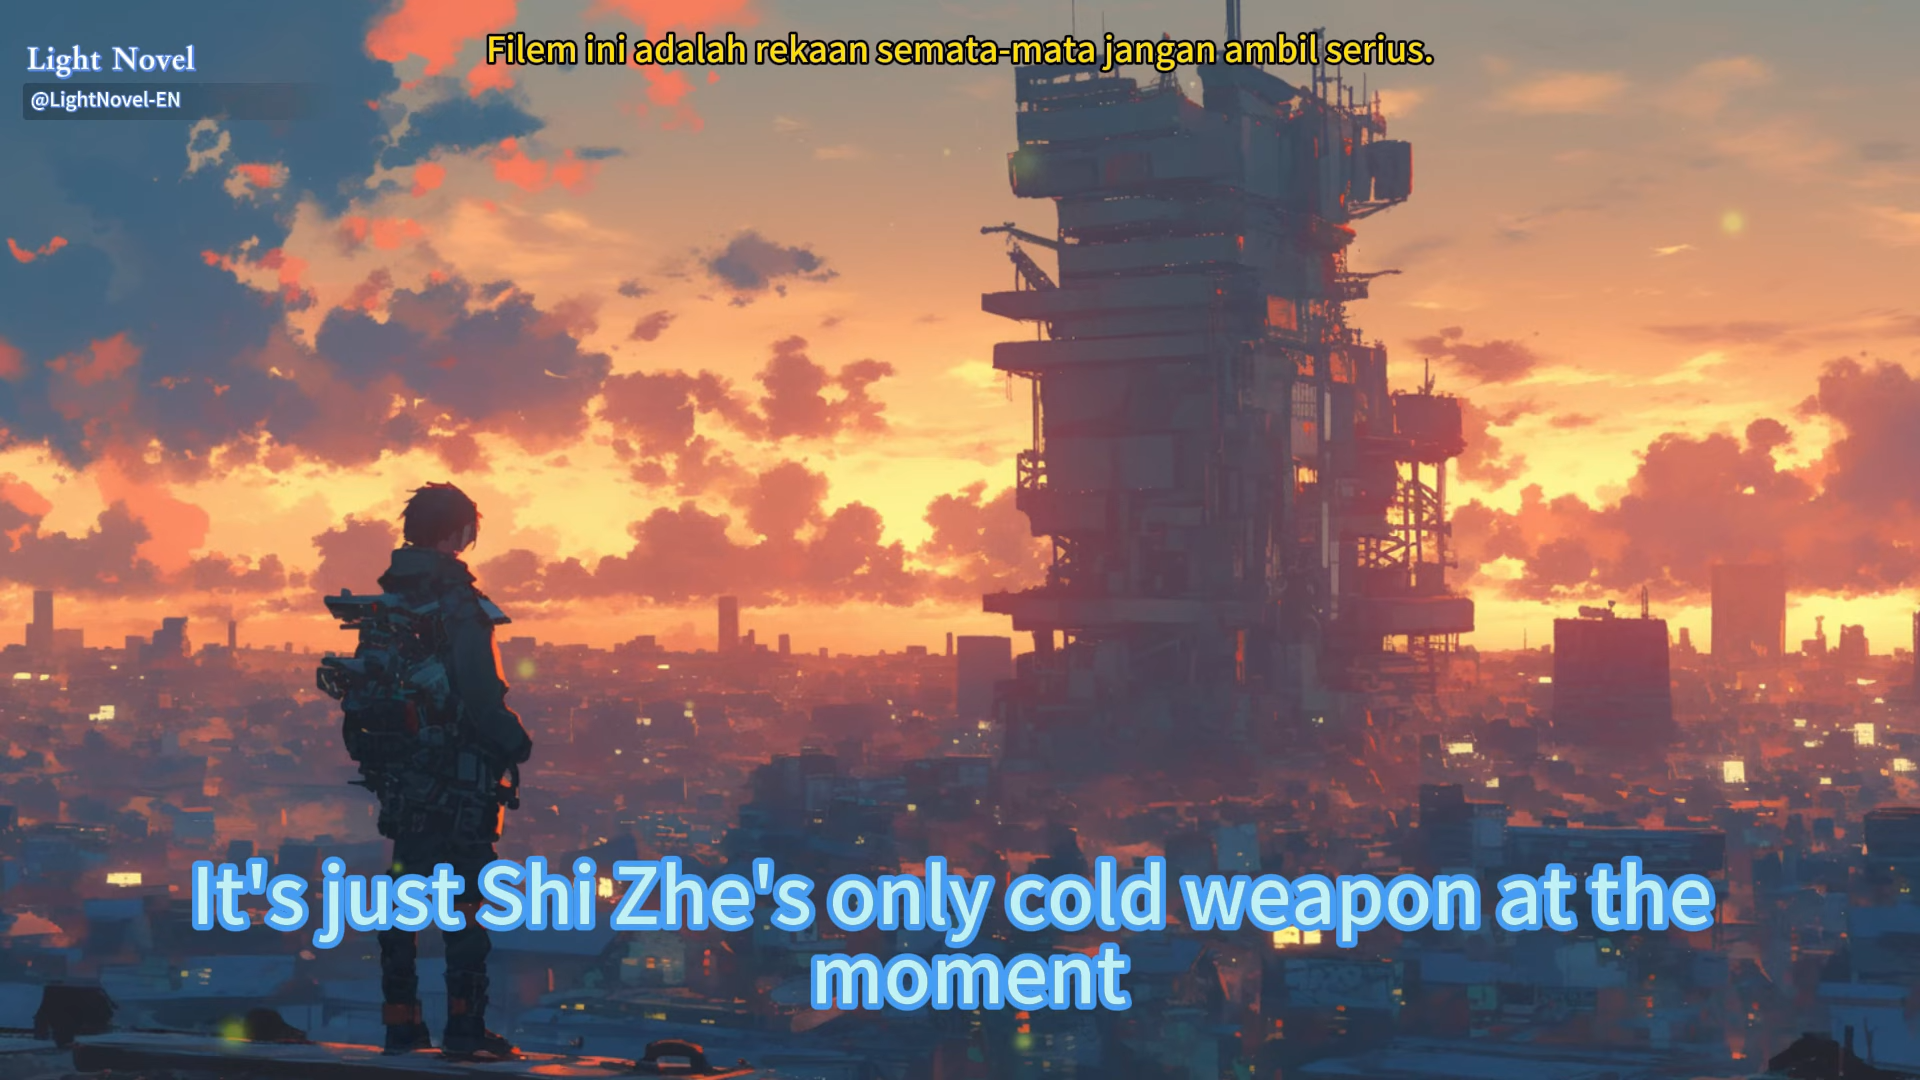 Filem ini adalah rekaan semata-mata jangan ambil serius.
Light Novel
@LightNovel-EN
It's just Shi Zhe's only cold weapon at the
moment